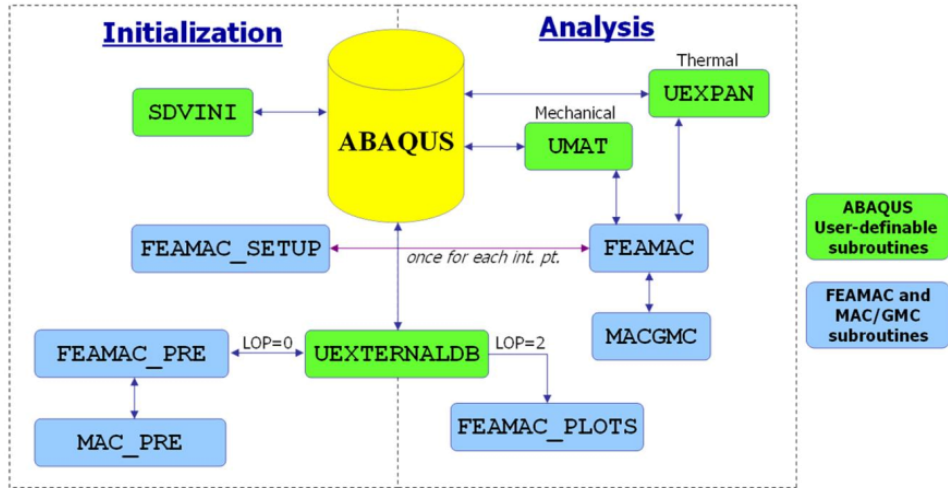 Initialization
Analysis
Thermal
UEXPAN
SDVINI
Mechanical
UMAT
ABAQUS
FEAMAC_SETUP
once for each int. pt.
FEAMAC
MACGMC
FEAMAC_PRE
LOP=0
UEXTERNALDB
LOP=2
MAC_PRE
FEAMAC_PLOTS
ABAQUS
User-definable
subroutines
FEAMAC and
MAC/GMC
subroutines